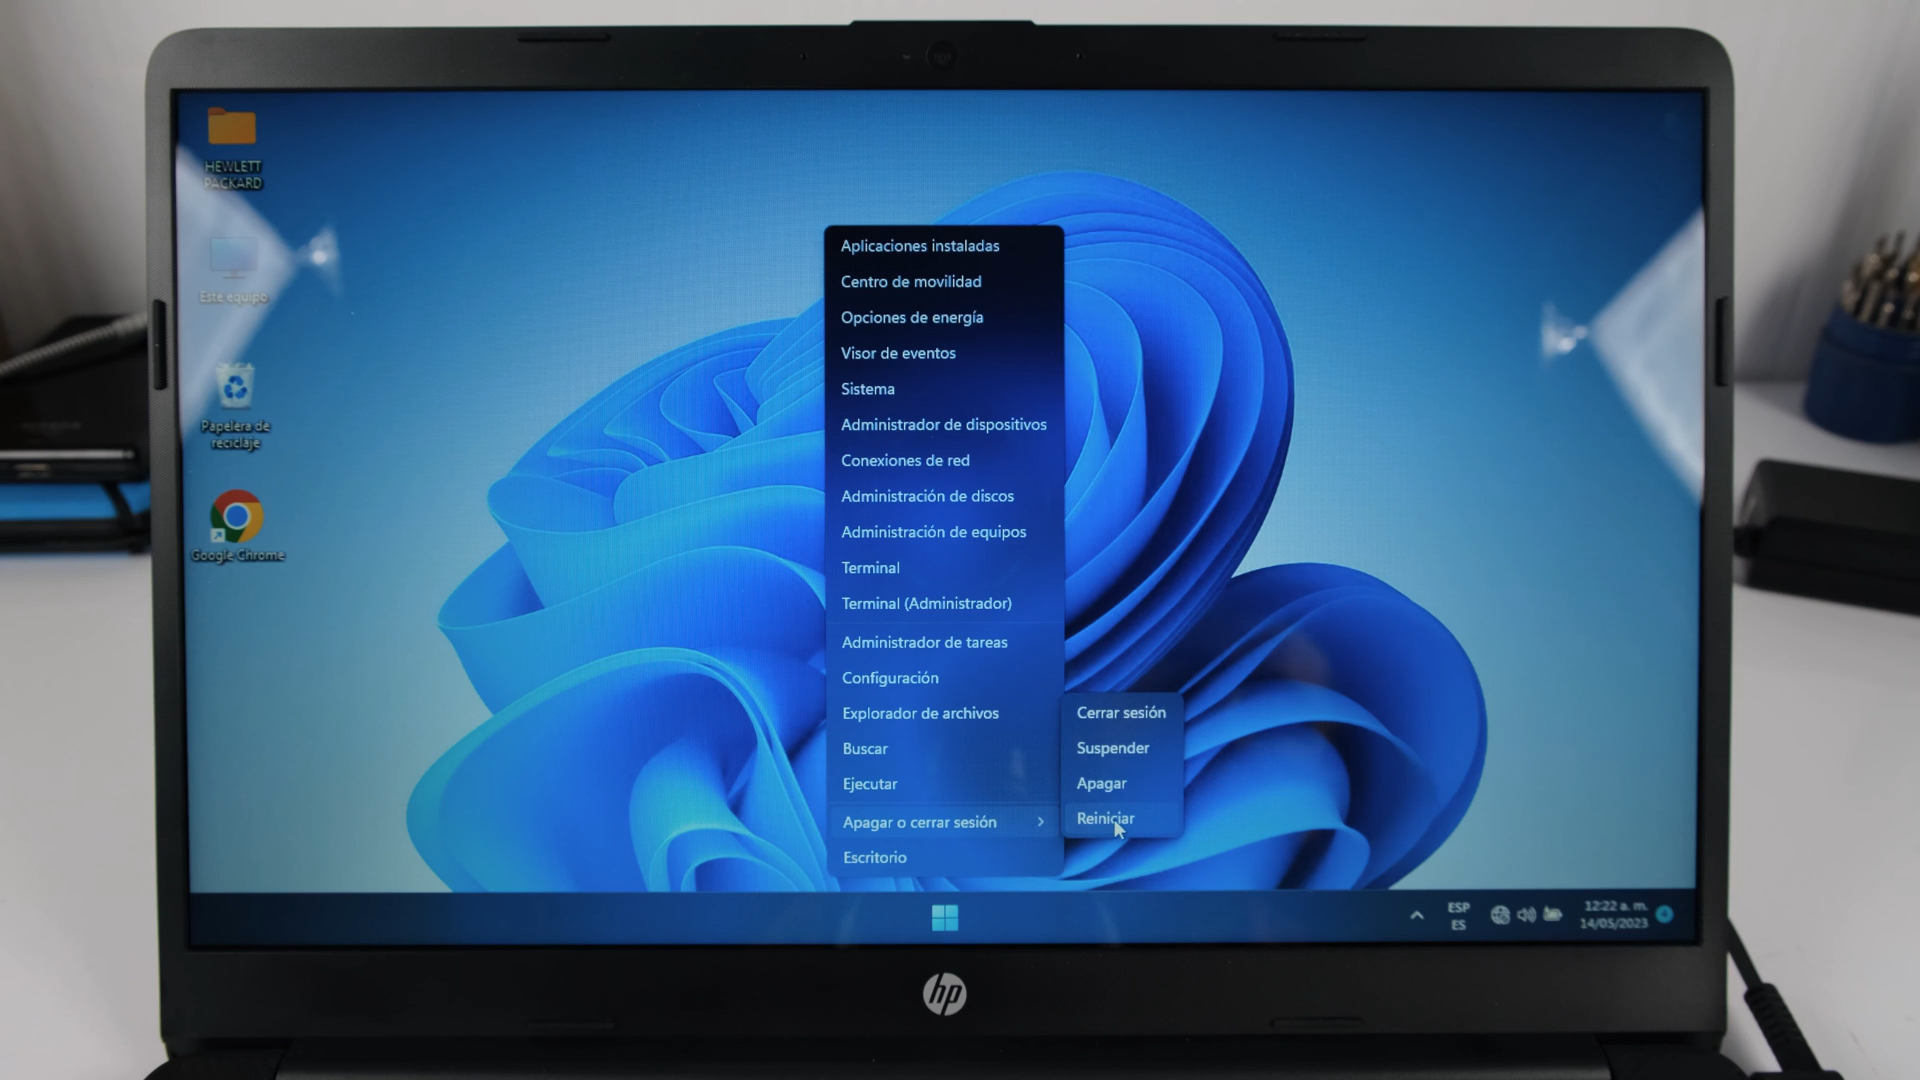 HEWLETT
PACKARD
Este equipo
Papelera de
reciclaje
Google Chrome
Aplicaciones instaladas
Centro de movilidad
Opciones de energía
Visor de eventos
Sistema
Administrador de dispositivos
Conexiones de red
Administración de discos
Administración de equipos
Terminal
Terminal (Administrador)
Administrador de tareas
Configuración
Explorador de archivos
Buscar
Ejecutar
Apagar o cerrar sesión
Escritorio
Cerrar sesión
Suspender
Apagar
Reiniciar
ESP
ES
12:22 a. m.
14/05/2023
4
hp